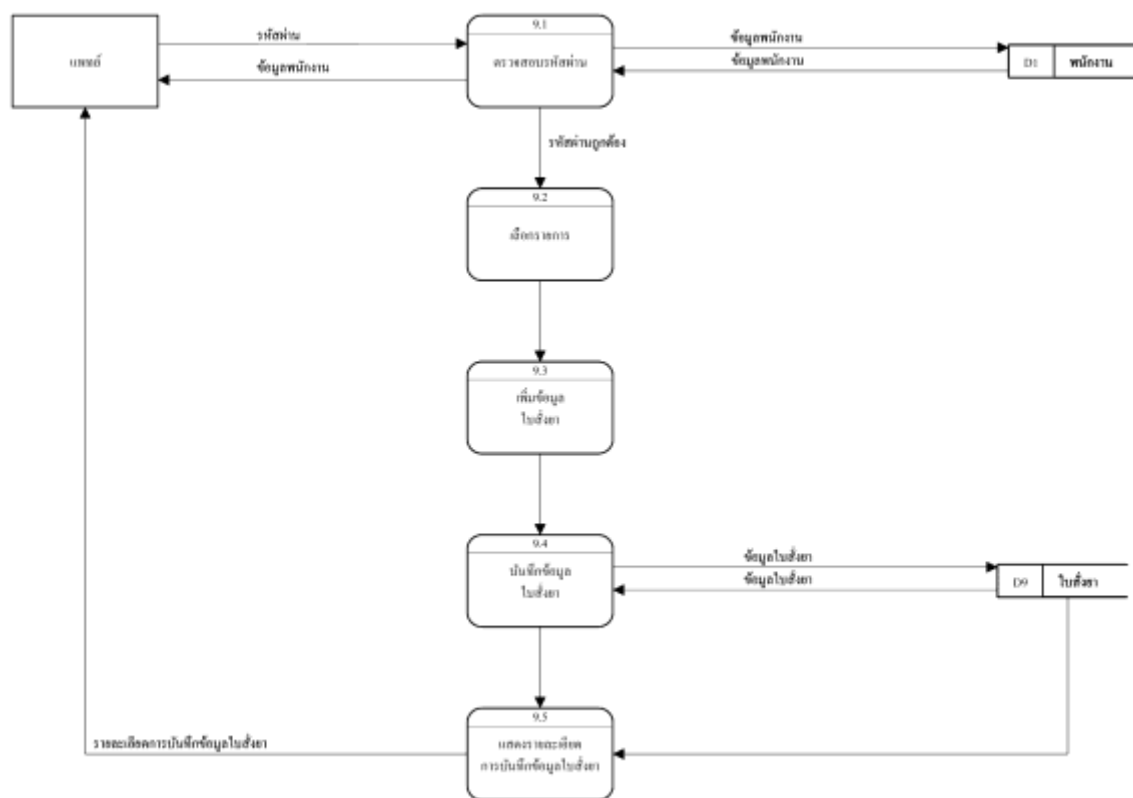 9.1
รหัสผ่าน
ข้อมูลพนักงาน
แพทย์
ตรวจสอบรหัสผ่าน
ข้อมูลพนักงาน
ข้อมูลพนักงาน
D1 พนักงาน
รหัสผ่านถูกต้อง
9.2
เลือกรายการ
9.3
เพิ่มข้อมูล
ใบสั่งยา
9.4
บันทึกข้อมูล
ใบสั่งยา
ข้อมูลใบสั่งยา
ข้อมูลใบสั่งยา
D9 ใบสั่งยา
9.5
แสดงรายละเอียด
การบันทึกข้อมูลใบสั่งยา
รายละเอียดการบันทึกข้อมูลใบสั่งยา